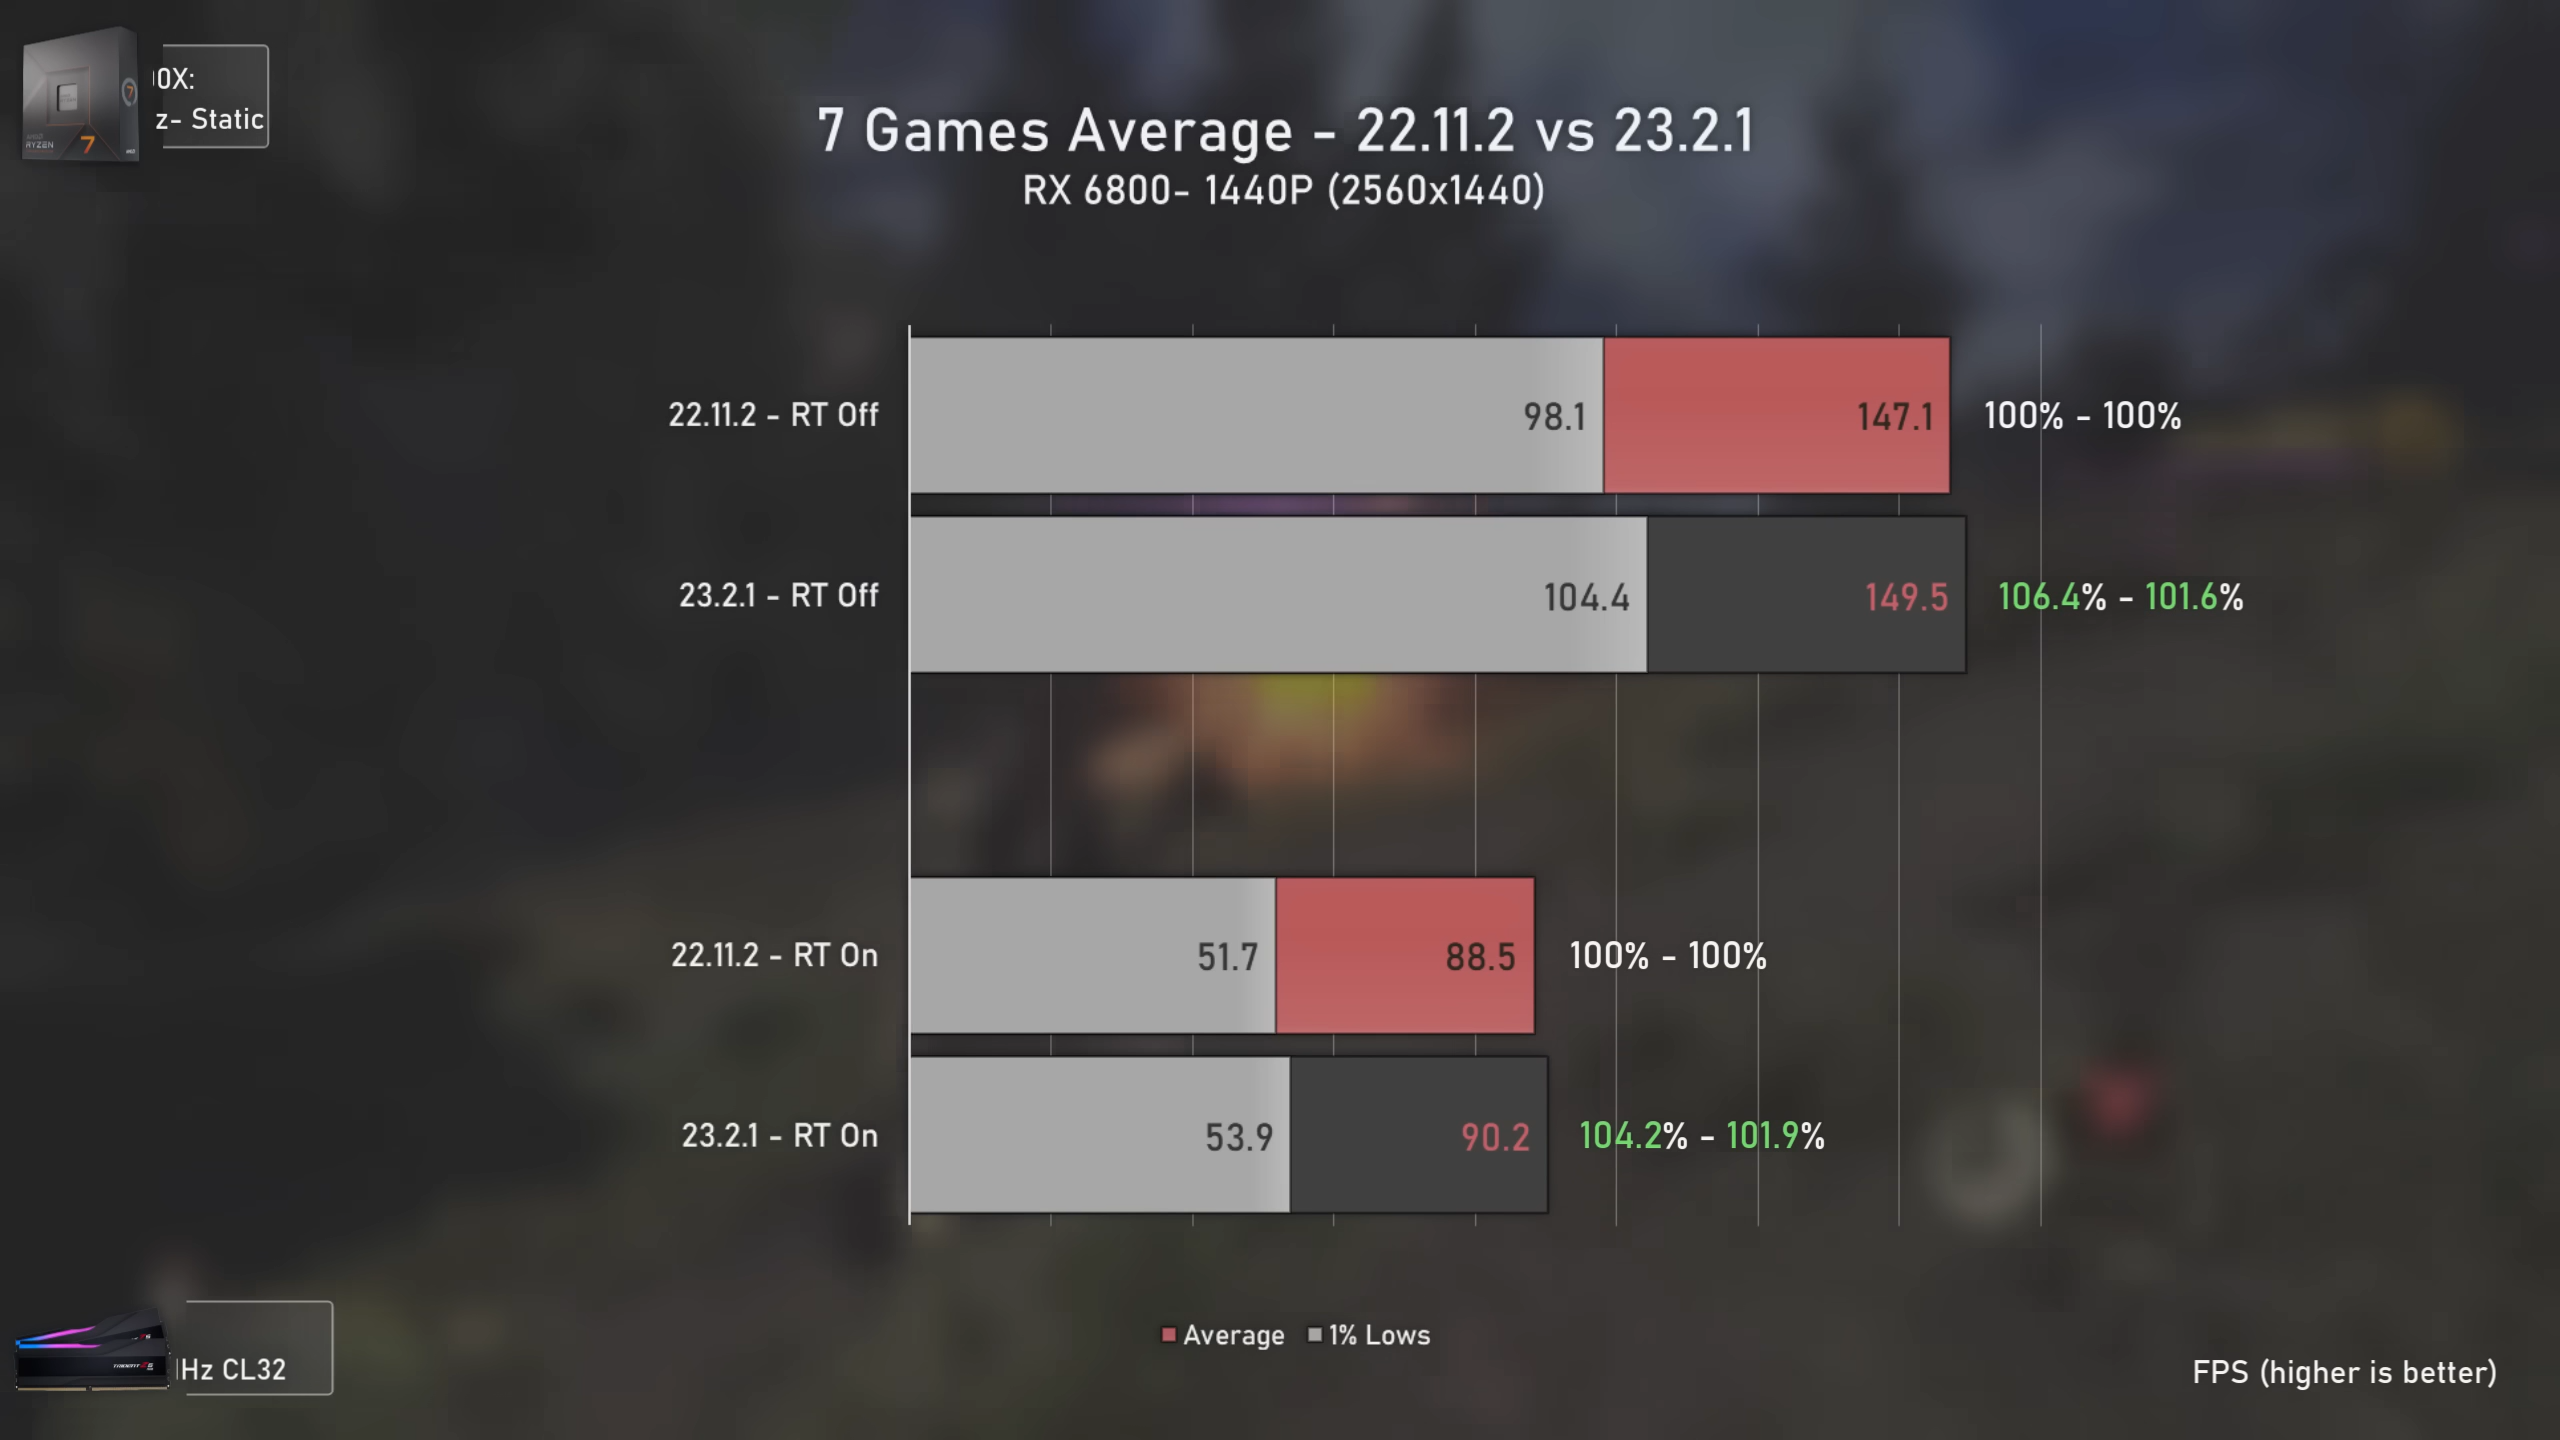 0X:
z- Static
RYZEN 7
7
7 Games Average - 22.11.2 vs 23.2.1
RX 6800- 1440P (2560x1440)
22.11.2 - RT Off 98.1 147.1 100% - 100%
23.2.1 - RT Off 104.4 149.5 106.4% - 101.6%
22.11.2 - RT On 51.7 88.5 100% - 100%
23.2.1 - RT On 53.9 90.2 104.2% - 101.9%
Average 1% Lows
Hz CL32
FPS (higher is better)